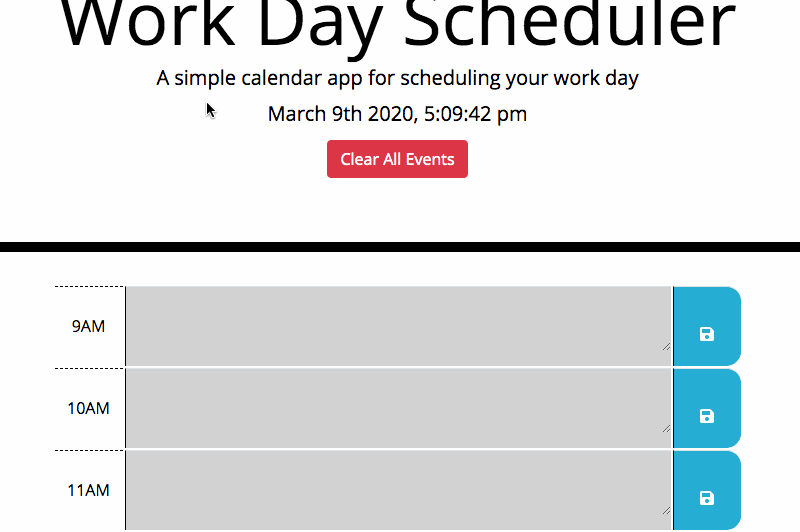 Work Day Scheduler
A simple calendar app for scheduling your work day
March 9th 2020, 5:09:42 pm
Clear All Events
9AM
10AM
11AM